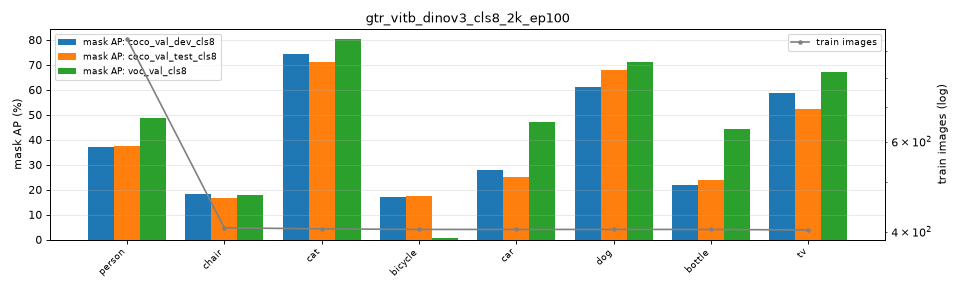 gtr_vitb_dinov3_cls8_2k_ep100
mask AP: coco_val_dev_cls8
mask AP: coco_val_test_cls8
mask AP: voc_val_cls8
train images
mask AP (%)
80
70
60
50
40
30
20
10
0
6 × 10²
4 × 10²
train images (log)
person
chair
cat
bicycle
car
dog
bottle
tv